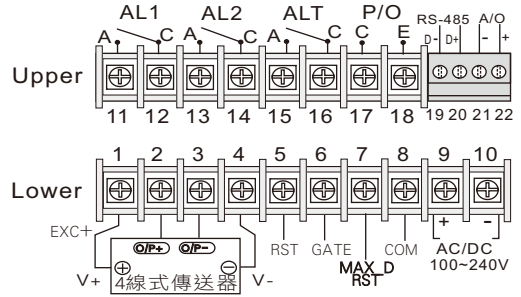 AL1 AL2 ALT P/O RS-485 A/O
A C A C A C C E D- D+ - +
Upper
11 12 13 14 15 16 17 18 19 20 21 22
1 2 3 4 5 6 7 8 9 10
Lower
EXC+ O/P+ O/P- RST GATE MAX_D RST COM + -
AC/DC
100~240V
V+ 4線式傳送器 V-